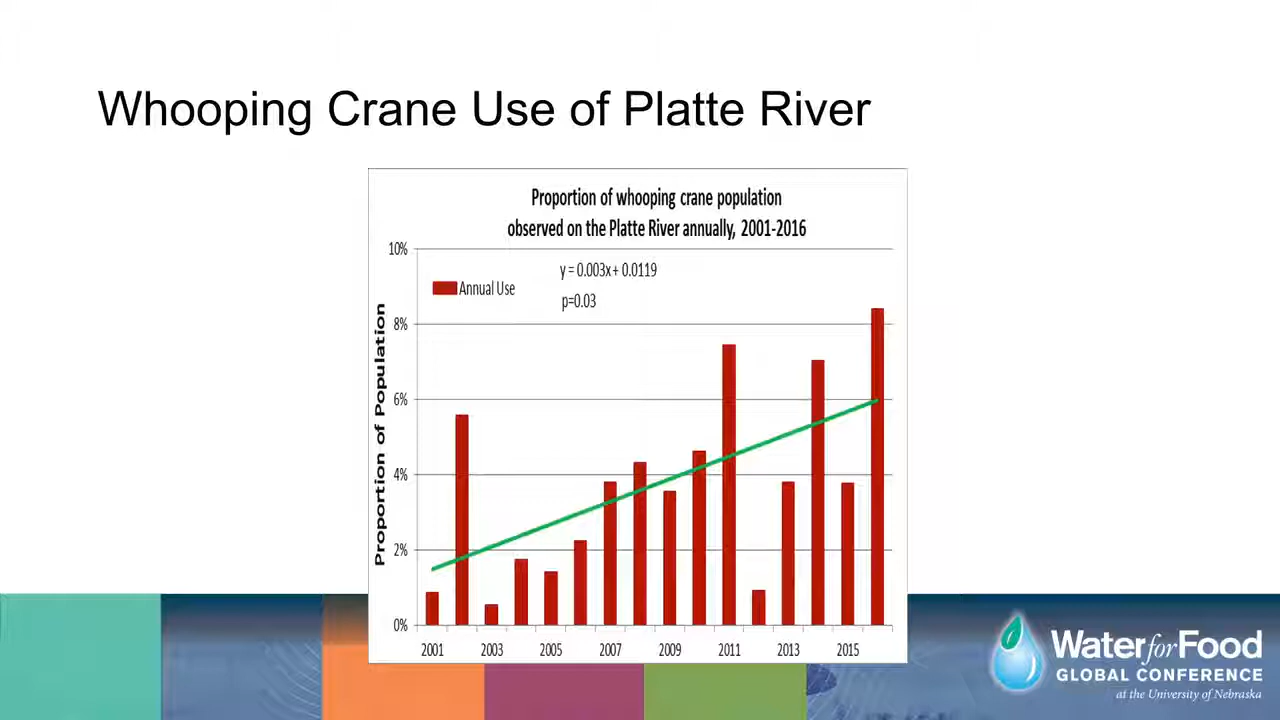 Whooping Crane Use of Platte River
Proportion of whooping crane population
observed on the Platte River annually, 2001-2016
10%
y = 0.003x + 0.0119
Annual Use
p=0.03
8%
6%
4%
2%
0%
Proportion of Population
2001 2003 2005 2007 2009 2011 2013 2015
Water for Food
GLOBAL CONFERENCE
at the University of Nebraska